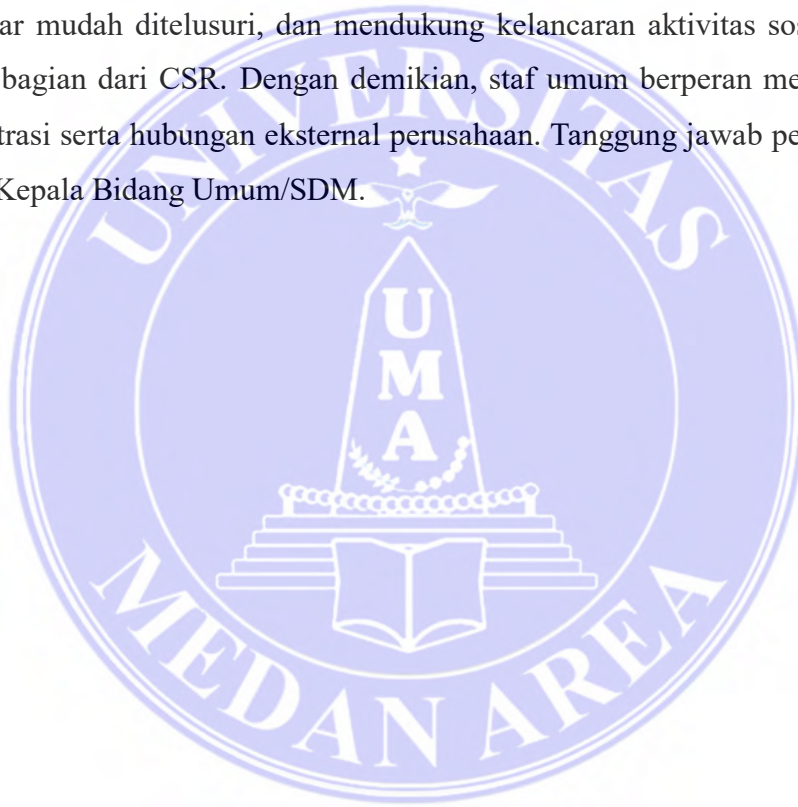 ar mudah ditelusuri, dan mendukung kelancaran aktivitas sos
bagian dari CSR. Dengan demikian, staf umum berperan me
trasi serta hubungan eksternal perusahaan. Tanggung jawab pe
Kepala Bidang Umum/SDM.
UNIVERSITAS
U
M
A
MEDAN AREA